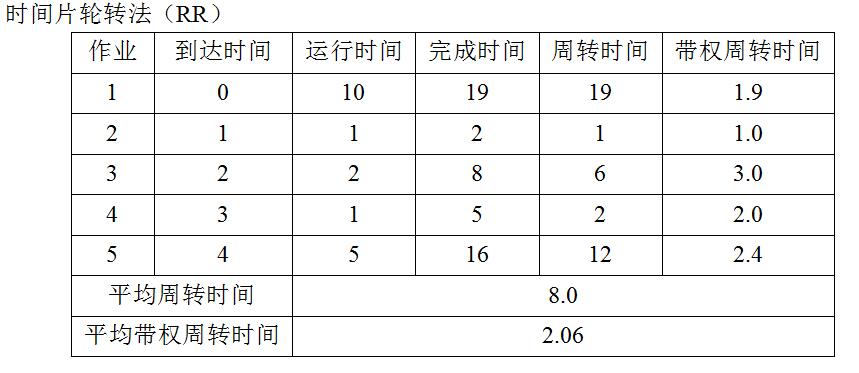 时间片轮转法（RR）
作业 到达时间 运行时间 完成时间 周转时间 带权周转时间
1 0 10 19 19 1.9
2 1 1 2 1 1.0
3 2 2 8 6 3.0
4 3 1 5 2 2.0
5 4 5 16 12 2.4
平均周转时间 8.0
平均带权周转时间 2.06